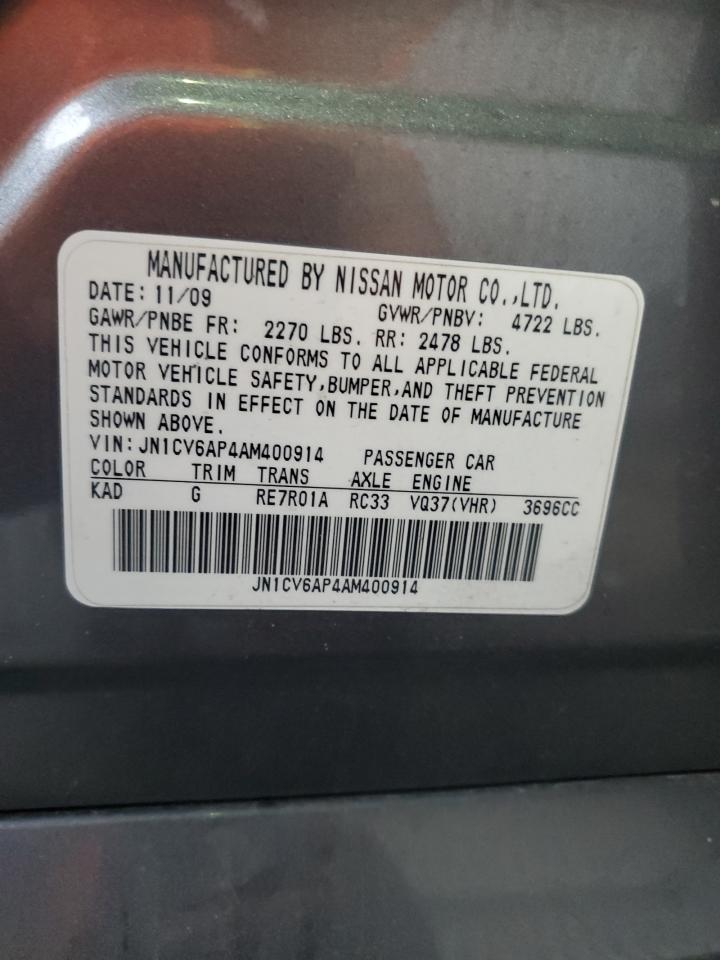 MANUFACTURED BY NISSAN MOTOR CO.,LTD.
DATE: 11/09 GVWR/PNBV: 4722 LBS.
GAWR/PNBE FR: 2270 LBS. RR: 2478 LBS.
THIS VEHICLE CONFORMS TO ALL APPLICABLE FEDERAL
MOTOR VEHICLE SAFETY,BUMPER,AND THEFT PREVENTION
STANDARDS IN EFFECT ON THE DATE OF MANUFACTURE
SHOWN ABOVE.
VIN:JN1CV6AP4AM400914 PASSENGER CAR
COLOR TRIM TRANS AXLE ENGINE
KAD G RE7R01A RC33 VQ37(VHR) 3696CC
JN1CV6AP4AM400914